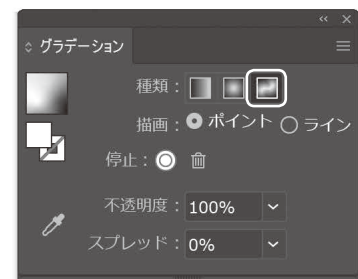 グラデーション
種類：
描画： ポイント ライン
停止：
不透明度： 100%
スプレッド： 0%